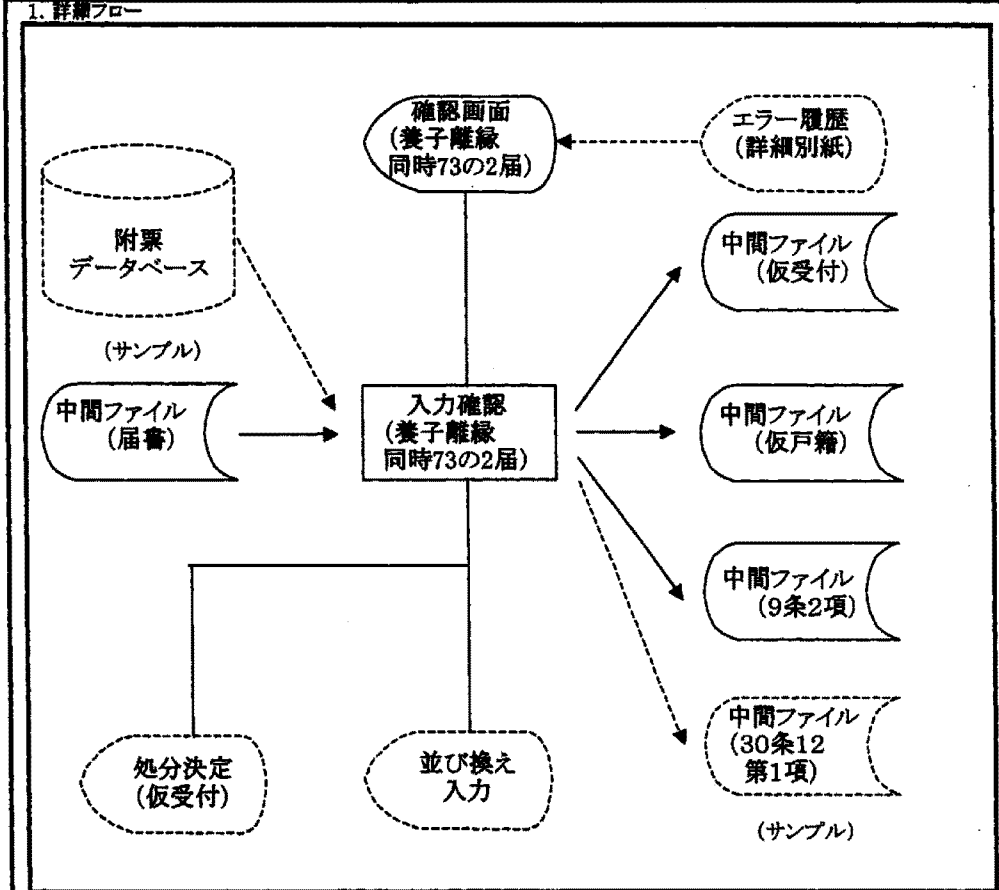 1. 詳細フロー
確認画面
(養子離縁
同時73の2届)
エラー履歴
(詳細別紙)
附票
データベース
(サンプル)
中間ファイル
(仮受付)
中間ファイル
(届書)
入力確認
(養子離縁
同時73の2届)
中間ファイル
(仮戸籍)
中間ファイル
(9条2項)
処分決定
(仮受付)
並び換え
入力
中間ファイル
(30条12
第1項)
(サンプル)